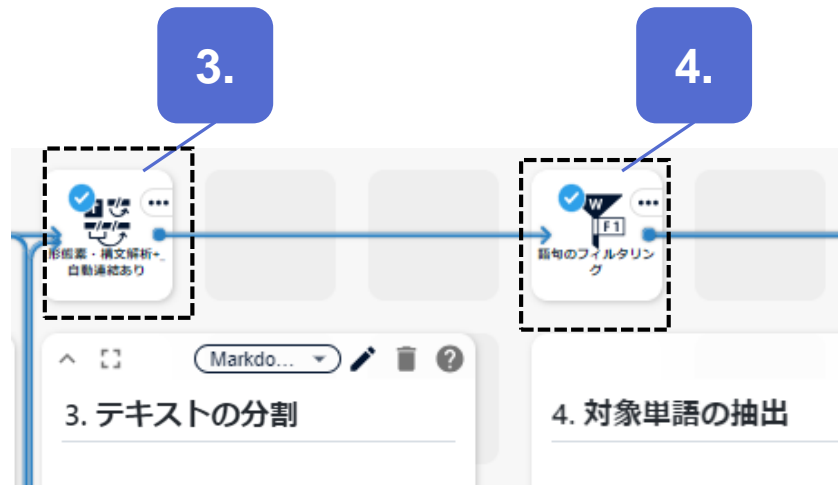 3.
4.
形態素・構文解析+_
自動連結あり
W
F1
語句のフィルタリン
グ
Markdo...
3. テキストの分割
4. 対象単語の抽出